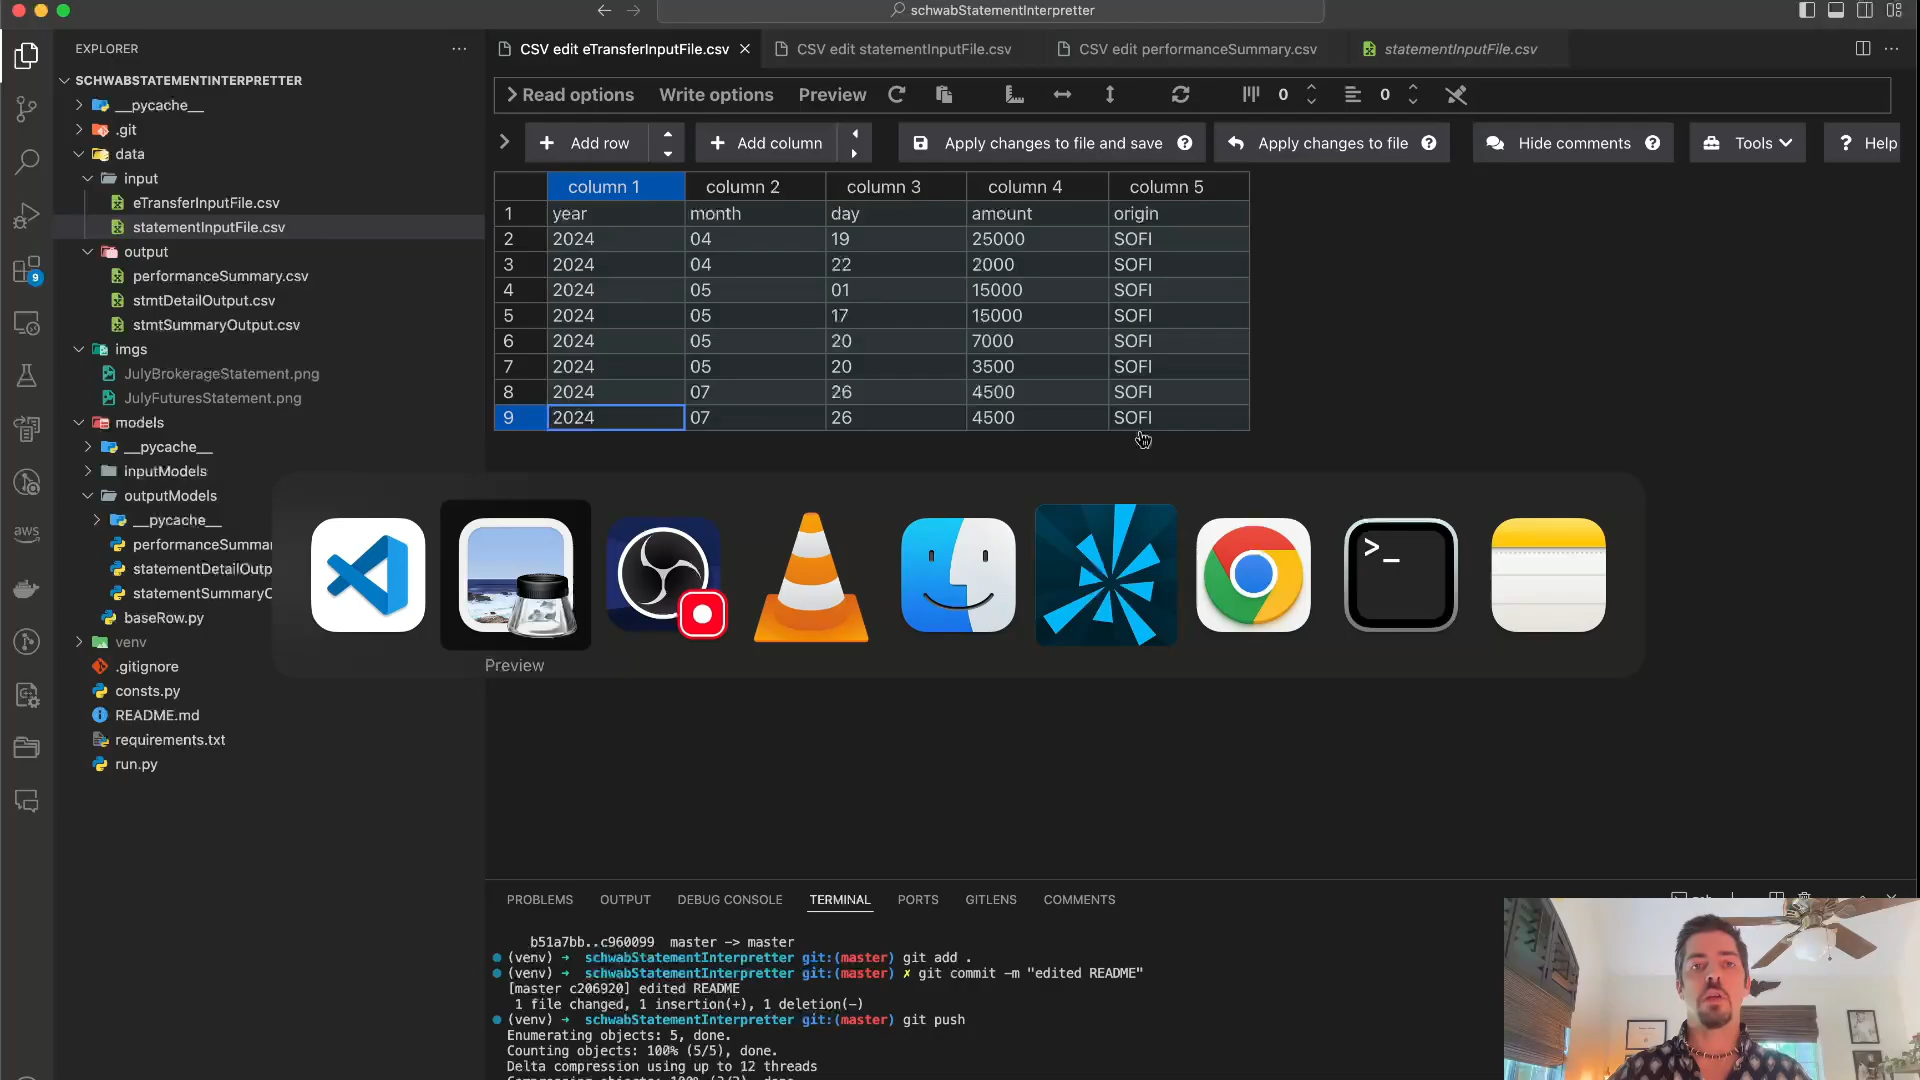 schwabStatementInterpretter
EXPLORER
CSV edit eTransferInputFile.csv
CSV edit statementInputFile.csv
CSV edit performanceSummary.csv
statementInputFile.csv
SCHWABSTATEMENTINTERPRETTER
__pycache__
.git
data
input
eTransferInputFile.csv
statementInputFile.csv
output
performanceSummary.csv
stmtDetailOutput.csv
stmtSummaryOutput.csv
imgs
JulyBrokerageStatement.png
JulyFuturesStatement.png
models
__pycache__
inputModels
outputModels
__pycache__
performanceSummar
statementDetailOutp
statementSummaryC
baseRow.py
venv
.gitignore
consts.py
README.md
requirements.txt
run.py
9
aws
Read options Write options Preview 0 0
Add row Add column Apply changes to file and save ? Apply changes to file ? Hide comments ? Tools ? Help
column 1 column 2 column 3 column 4 column 5
1 year month day amount origin
2 2024 04 19 25000 SOFI
3 2024 04 22 2000 SOFI
4 2024 05 01 15000 SOFI
5 2024 05 17 15000 SOFI
6 2024 05 20 7000 SOFI
7 2024 05 20 3500 SOFI
8 2024 07 26 4500 SOFI
9 2024 07 26 4500 SOFI
>_
Preview
PROBLEMS OUTPUT DEBUG CONSOLE TERMINAL PORTS GITLENS COMMENTS
b51a7bb..c960099 master -> master
(venv) → schwabStatementInterpretter git:(master) git add .
(venv) → schwabStatementInterpretter git:(master) ✗ git commit -m "edited README"
[master c206920] edited README
1 file changed, 1 insertion(+), 1 deletion(-)
(venv) → schwabStatementInterpretter git:(master) git push
Enumerating objects: 5, done.
Counting objects: 100% (5/5), done.
Delta compression using up to 12 threads